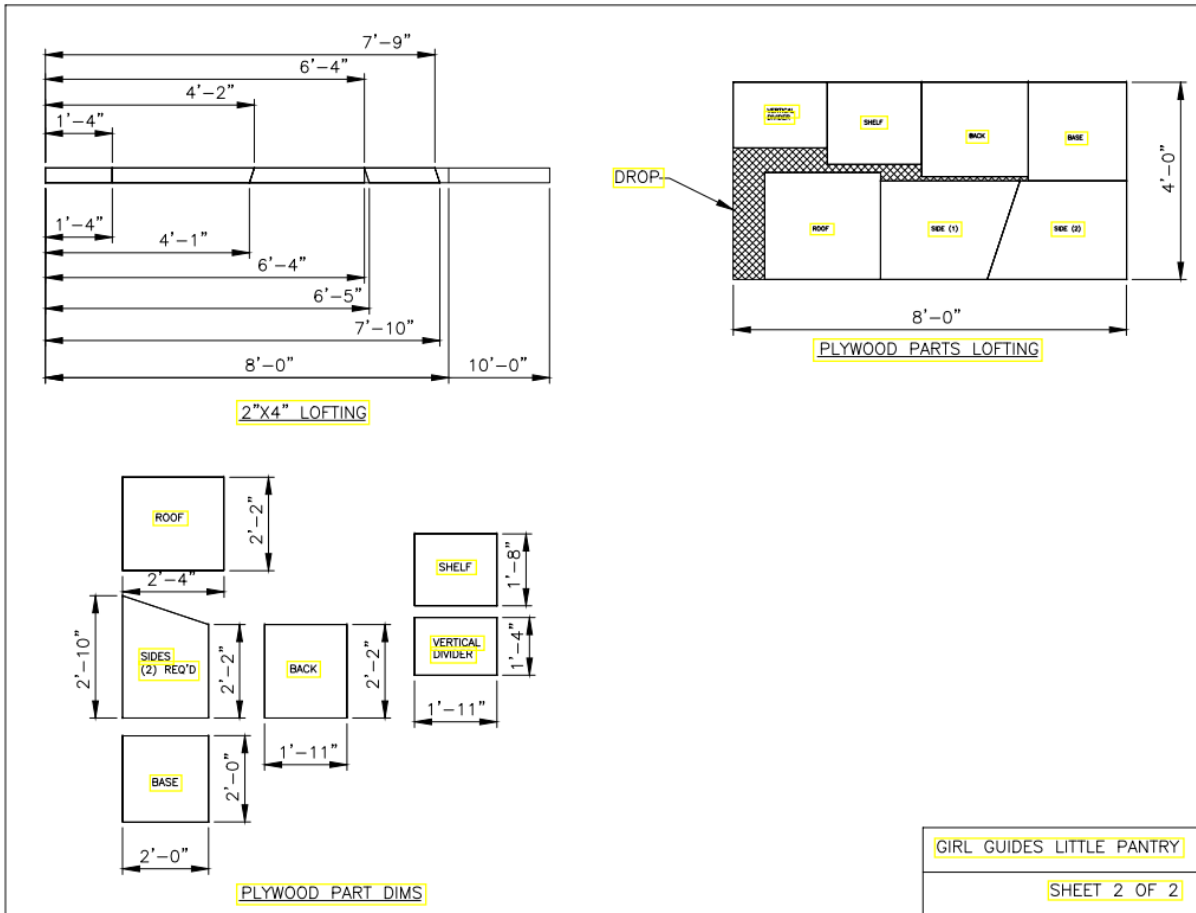 7'-9"
6'-4"
4'-2"
1'-4"
1'-4"
4'-1"
6'-4"
6'-5"
7'-10"
8'-0" 10'-0"
2"X4" LOFTING
VERTICAL
DIVIDER
SHELF
BACK
BASE
DROP
ROOF
SIDE (1)
SIDE (2)
4'-0"
8'-0"
PLYWOOD PARTS LOFTING
ROOF
2'-2"
2'-4"
2'-10"
SIDES
(2) REQ'D
2'-2"
BACK
2'-2"
1'-11"
BASE
2'-0"
2'-0"
SHELF
1'-8"
VERTICAL
DIVIDER
1'-4"
1'-11"
PLYWOOD PART DIMS
GIRL GUIDES LITTLE PANTRY
SHEET 2 OF 2